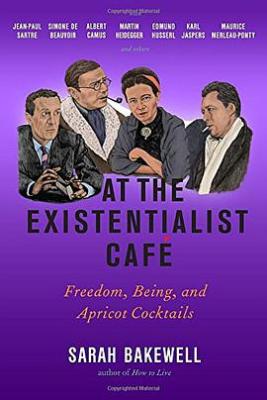 JEAN-PAUL SARTRE
SIMONE DE BEAUVOIR
ALBERT CAMUS
MARTIN HEIDEGGER
EDMUND HUSSERL
KARL JASPERS
MAURICE MERLEAU-PONTY
and others
AT THE
EXISTENTIALIST
CAFÉ
Freedom, Being, and
Apricot Cocktails
SARAH BAKEWELL
author of How to Live